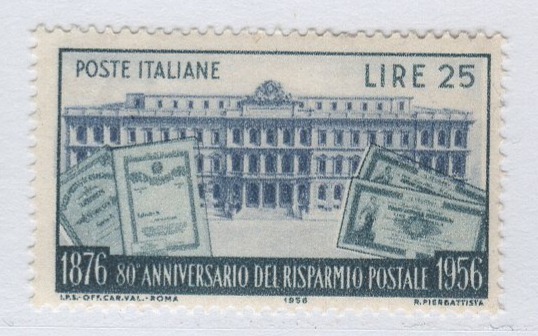 POSTE ITALIANE
LIRE 25
1876 80° ANNIVERSARIO DEL RISPARMIO POSTALE 1956
I.P.S.-OFF.CAR.VAL.-ROMA 1956 R.PIERBATTISTA